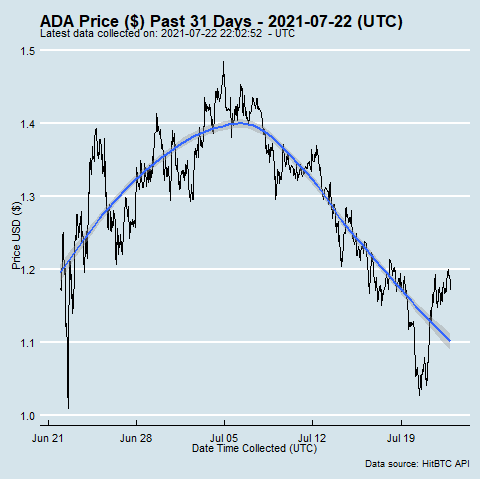 ADA Price ($) Past 31 Days - 2021-07-22 (UTC)
Latest data collected on: 2021-07-22 22:02:52 - UTC
1.5
1.4
1.3
1.2
1.1
1.0
Price USD ($)
Jun 21 Jun 28 Jul 05 Jul 12 Jul 19
Date Time Collected (UTC)
Data source: HitBTC API